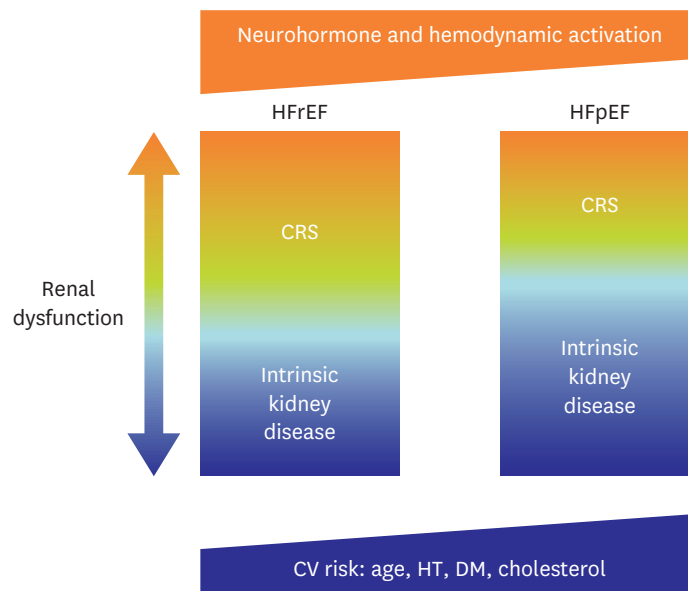 Neurohormone and hemodynamic activation
HFrEF
HFpEF
CRS
CRS
Renal
dysfunction
Intrinsic
kidney
disease
Intrinsic
kidney
disease
CV risk: age, HT, DM, cholesterol